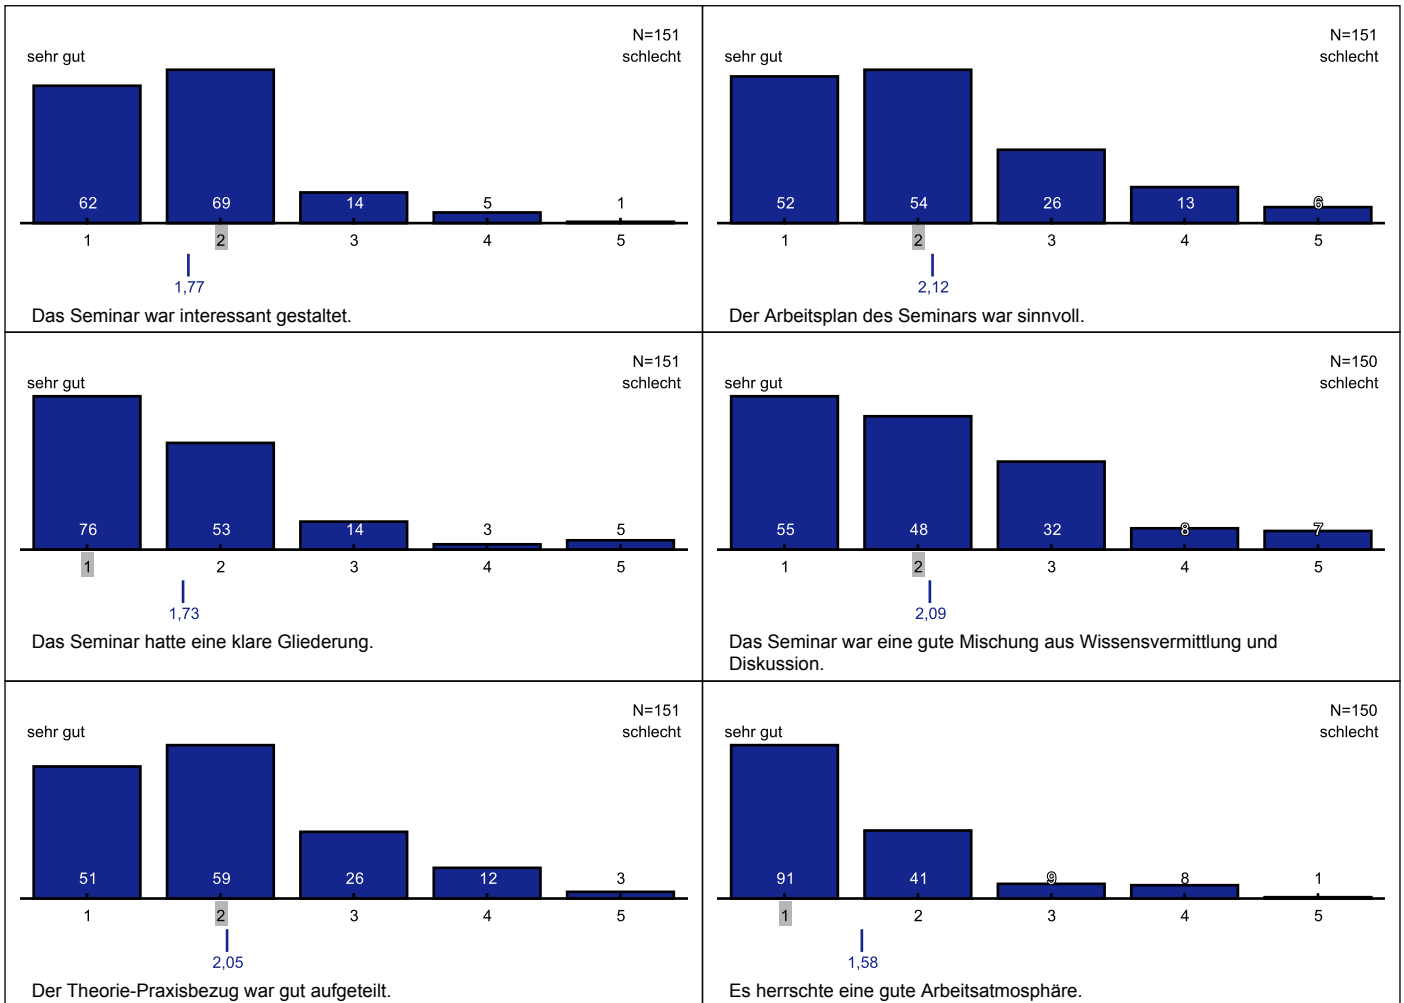 N=151
sehr gut schlecht
62 69 14 5 1
1 2 3 4 5
1,77
Das Seminar war interessant gestaltet.
N=151
sehr gut schlecht
52 54 26 13 6
1 2 3 4 5
2,12
Der Arbeitsplan des Seminars war sinnvoll.
N=151
sehr gut schlecht
76 53 14 3 5
1 2 3 4 5
1,73
Das Seminar hatte eine klare Gliederung.
N=150
sehr gut schlecht
55 48 32 8 7
1 2 3 4 5
2,09
Das Seminar war eine gute Mischung aus Wissensvermittlung und
Diskussion.
N=151
sehr gut schlecht
51 59 26 12 3
1 2 3 4 5
2,05
Der Theorie-Praxisbezug war gut aufgeteilt.
N=150
sehr gut schlecht
91 41 9 8 1
1 2 3 4 5
1,58
Es herrschte eine gute Arbeitsatmosphäre.